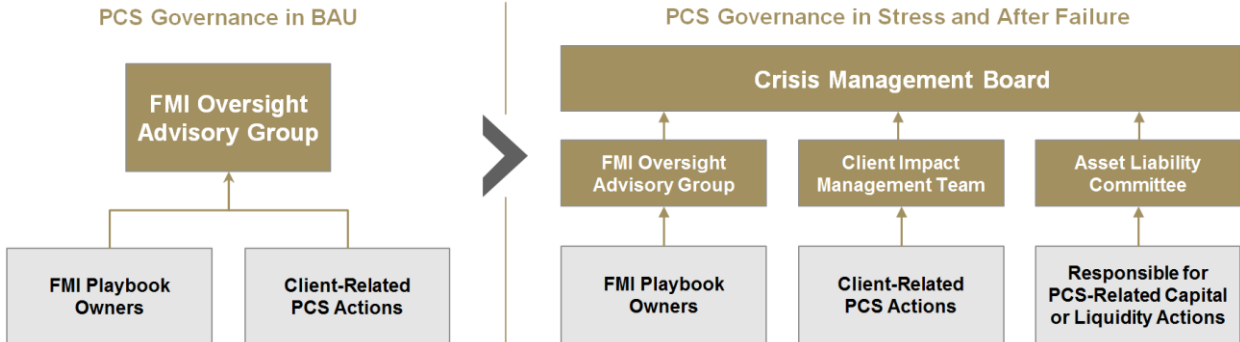 PCS Governance in BAU
FMI Oversight
Advisory Group
FMI Playbook
Owners
Client-Related
PCS Actions
PCS Governance in Stress and After Failure
Crisis Management Board
FMI Oversight
Advisory Group
Client Impact
Management Team
Asset Liability
Committee
FMI Playbook
Owners
Client-Related
PCS Actions
Responsible for
PCS-Related Capital
or Liquidity Actions